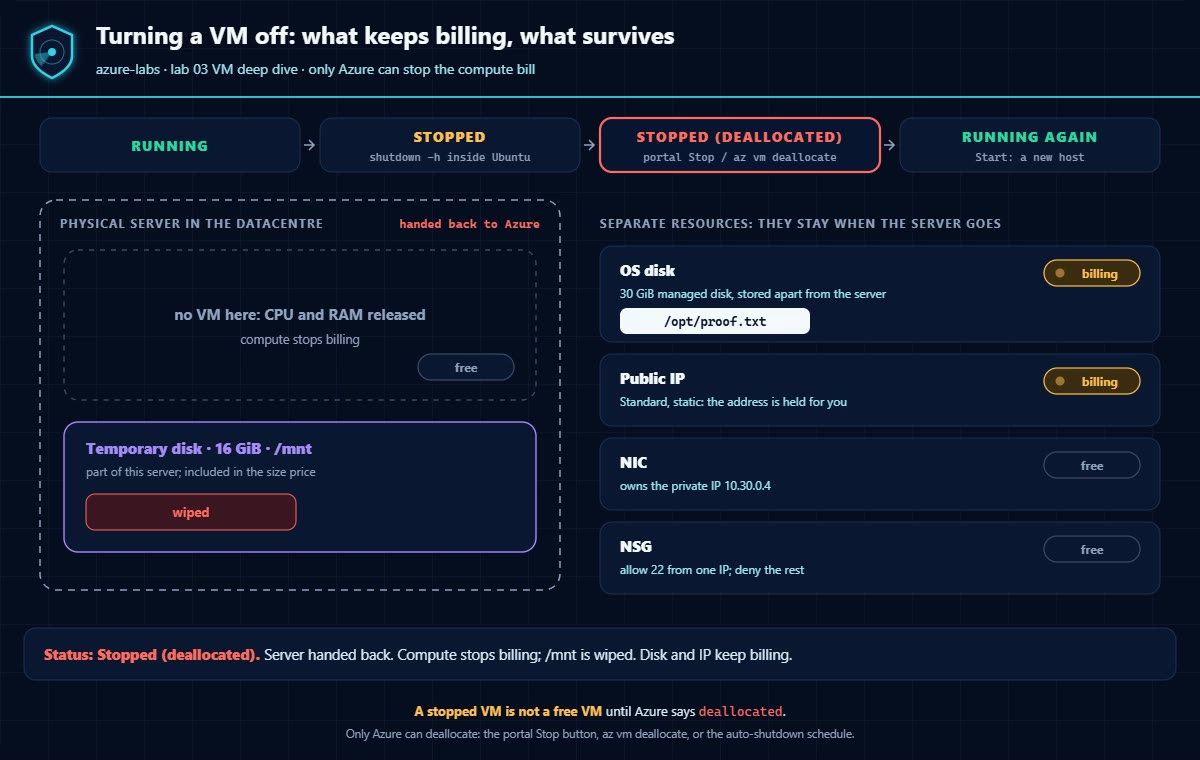 Turning a VM off: what keeps billing, what survives
azure-labs · lab 03 VM deep dive · only Azure can stop the compute bill
RUNNING
→
STOPPED
shutdown -h inside Ubuntu
→
STOPPED (DEALLOCATED)
portal Stop / az vm deallocate
→
RUNNING AGAIN
Start: a new host
PHYSICAL SERVER IN THE DATACENTRE
handed back to Azure
no VM here: CPU and RAM released
compute stops billing
free
Temporary disk · 16 GiB · /mnt
part of this server; included in the size price
wiped
SEPARATE RESOURCES: THEY STAY WHEN THE SERVER GOES
OS disk
billing
30 GiB managed disk, stored apart from the server
/opt/proof.txt
Public IP
billing
Standard, static: the address is held for you
NIC
free
owns the private IP 10.30.0.4
NSG
free
allow 22 from one IP; deny the rest
Status: Stopped (deallocated). Server handed back. Compute stops billing; /mnt is wiped. Disk and IP keep billing.
A stopped VM is not a free VM until Azure says deallocated.
Only Azure can deallocate: the portal Stop button, az vm deallocate, or the auto-shutdown schedule.